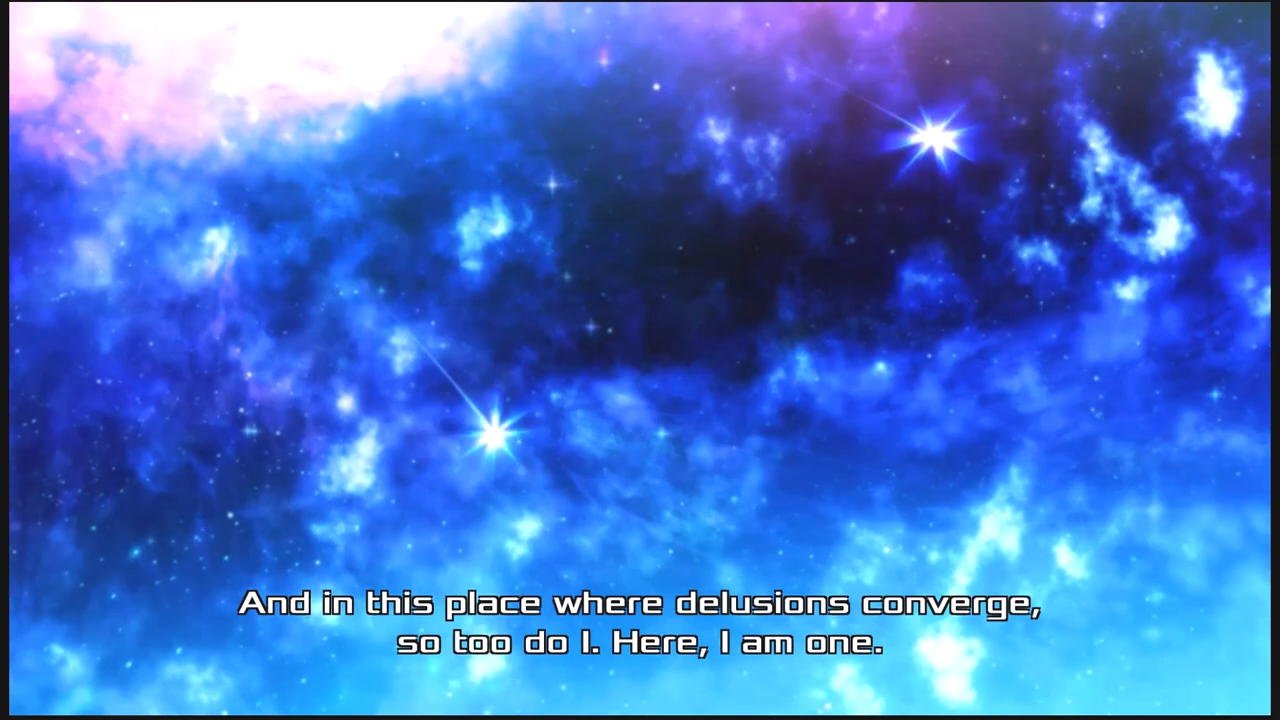 And in this place where delusions converge,
so too do I. Here, I am one.